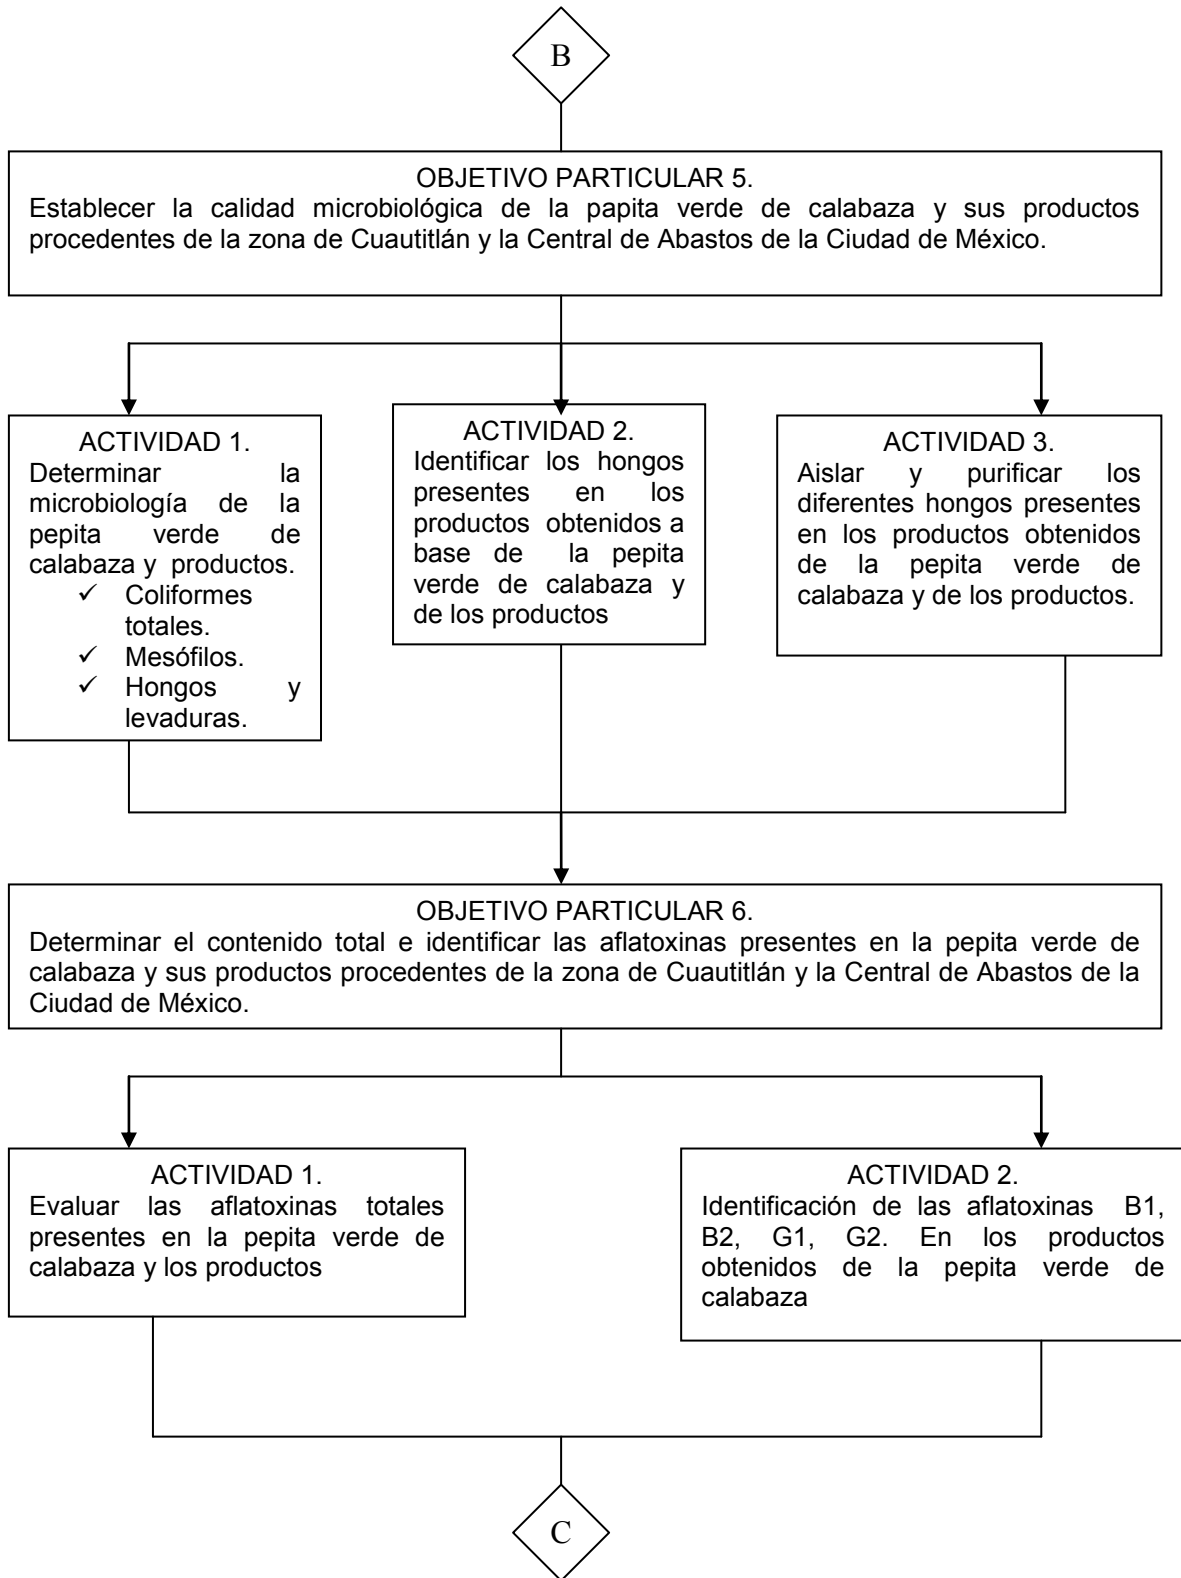 B
OBJETIVO PARTICULAR 5.
Establecer la calidad microbiológica de la papita verde de calabaza y sus productos
procedentes de la zona de Cuautitlán y la Central de Abastos de la Ciudad de México.
ACTIVIDAD 1.
Determinar la
microbiología de la
pepita verde de
calabaza y productos.
✓ Coliformes
totales.
✓ Mesófilos.
✓ Hongos y
levaduras.
ACTIVIDAD 2.
Identificar los hongos
presentes en los
productos obtenidos a
base de la pepita
verde de calabaza y
de los productos
ACTIVIDAD 3.
Aislar y purificar los
diferentes hongos presentes
en los productos obtenidos
de la pepita verde de
calabaza y de los productos.
OBJETIVO PARTICULAR 6.
Determinar el contenido total e identificar las aflatoxinas presentes en la pepita verde de
calabaza y sus productos procedentes de la zona de Cuautitlán y la Central de Abastos de la
Ciudad de México.
ACTIVIDAD 1.
Evaluar las aflatoxinas totales
presentes en la pepita verde de
calabaza y los productos
ACTIVIDAD 2.
Identificación de las aflatoxinas B1,
B2, G1, G2. En los productos
obtenidos de la pepita verde de
calabaza
C